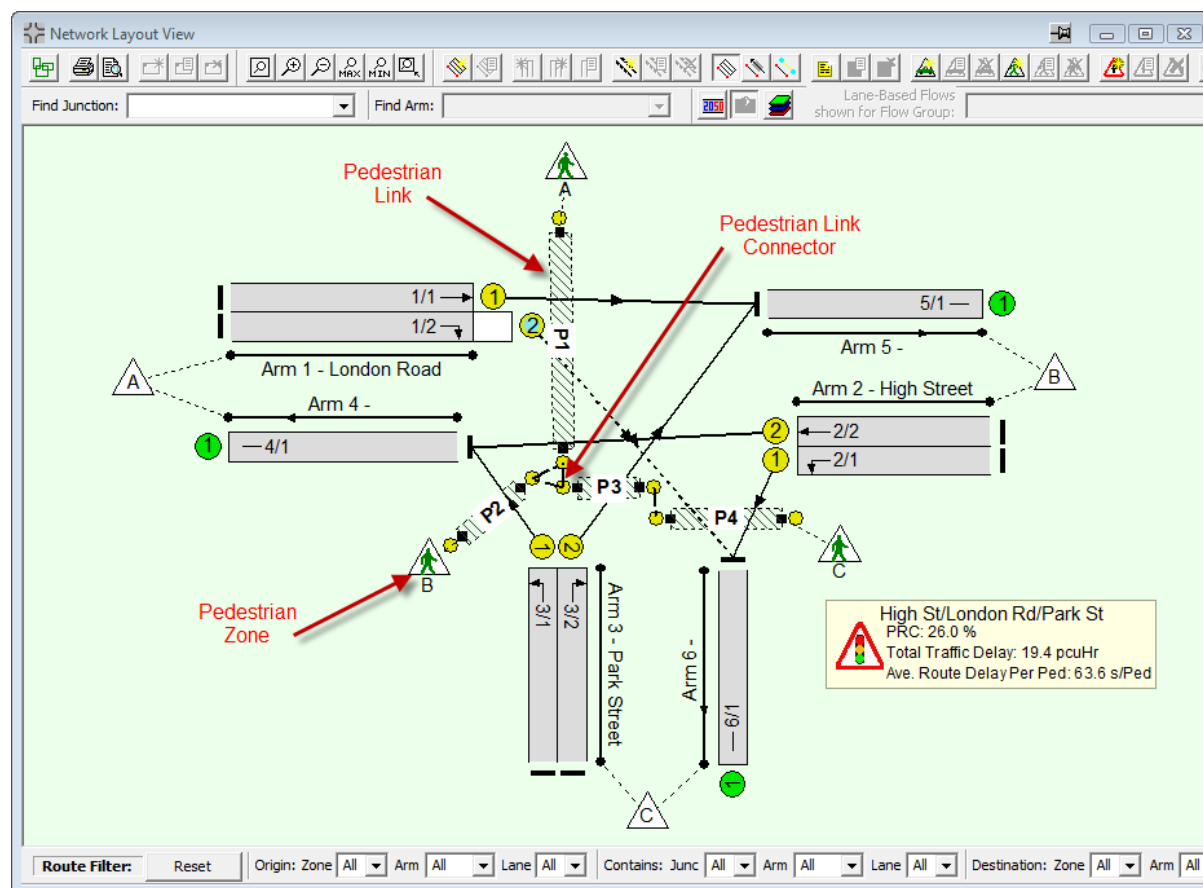 Network Layout View
MAX MIN
Find Junction: Find Arm: 2050 Lane-Based Flows
shown for Flow Group:
A
Pedestrian
Link
Pedestrian Link
Connector
1/1 1
1/2 2
5/1 1
P1
Arm 1 - London Road
Arm 5 -
A
B
Arm 4 -
Arm 2 - High Street
1 4/1
2 2/2
1 2/1
P2
P3
P4
B
C
1 2
3/1 3/2
Arm 3 - Park Street
Arm 6 -
6/1
1
C
Pedestrian
Zone
High St/London Rd/Park St
PRC: 26.0 %
Total Traffic Delay: 19.4 pcuHr
Ave. Route Delay Per Ped: 63.6 s/Ped
Route Filter: Reset Origin: Zone All Arm All Lane All Contains: Junc All Arm All Lane All Destination: Zone All Arm All